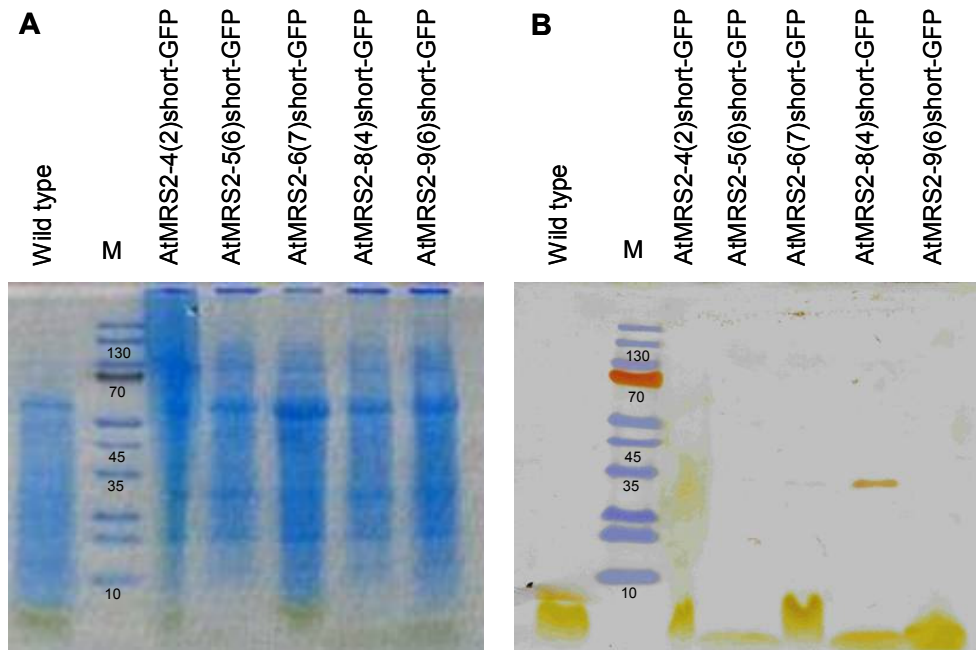 A
Wild type
M
AtMRS2-4(2)short-GFP
AtMRS2-5(6)short-GFP
AtMRS2-6(7)short-GFP
AtMRS2-8(4)short-GFP
AtMRS2-9(6)short-GFP
130
70
45
35
10
B
Wild type
M
AtMRS2-4(2)short-GFP
AtMRS2-5(6)short-GFP
AtMRS2-6(7)short-GFP
AtMRS2-8(4)short-GFP
AtMRS2-9(6)short-GFP
130
70
45
35
10